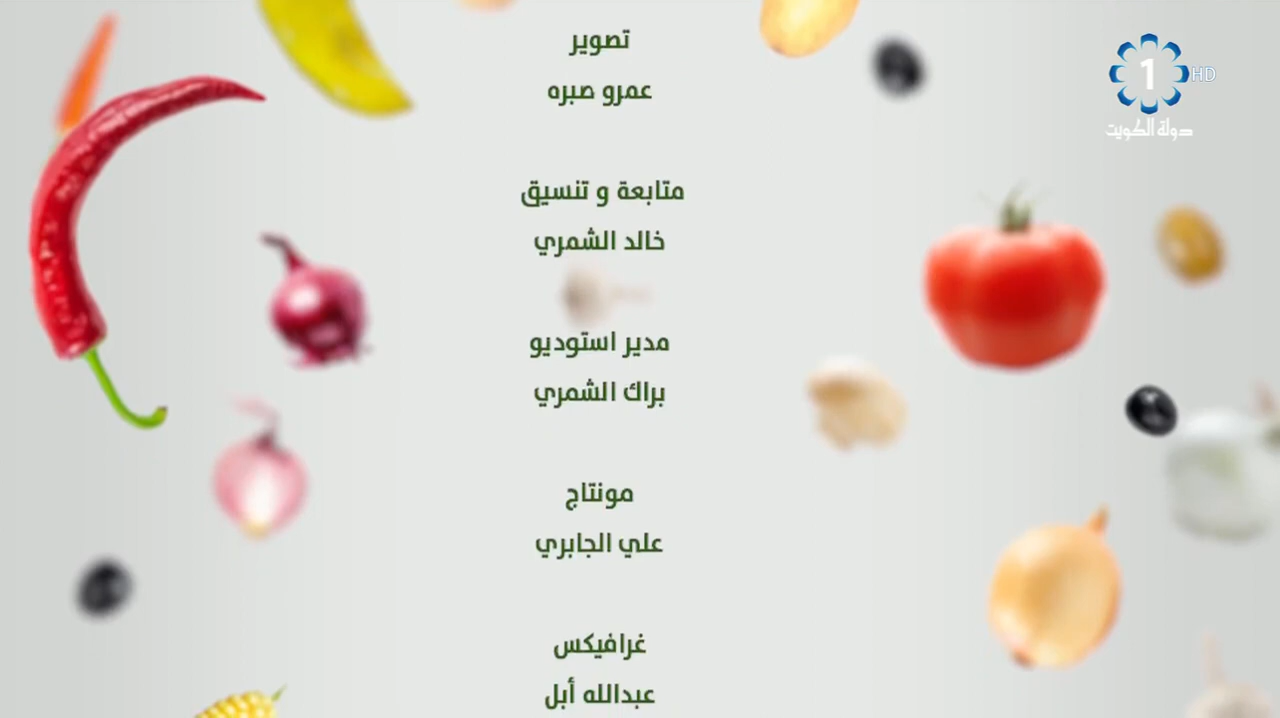 تصوير
عمرو صبره
متابعة و تنسيق
خالد الشمري
مدير استوديو
براك الشمري
مونتاج
علي الجابري
غرافيكس
عبدالله أبل
1 HD
دولة الكويت